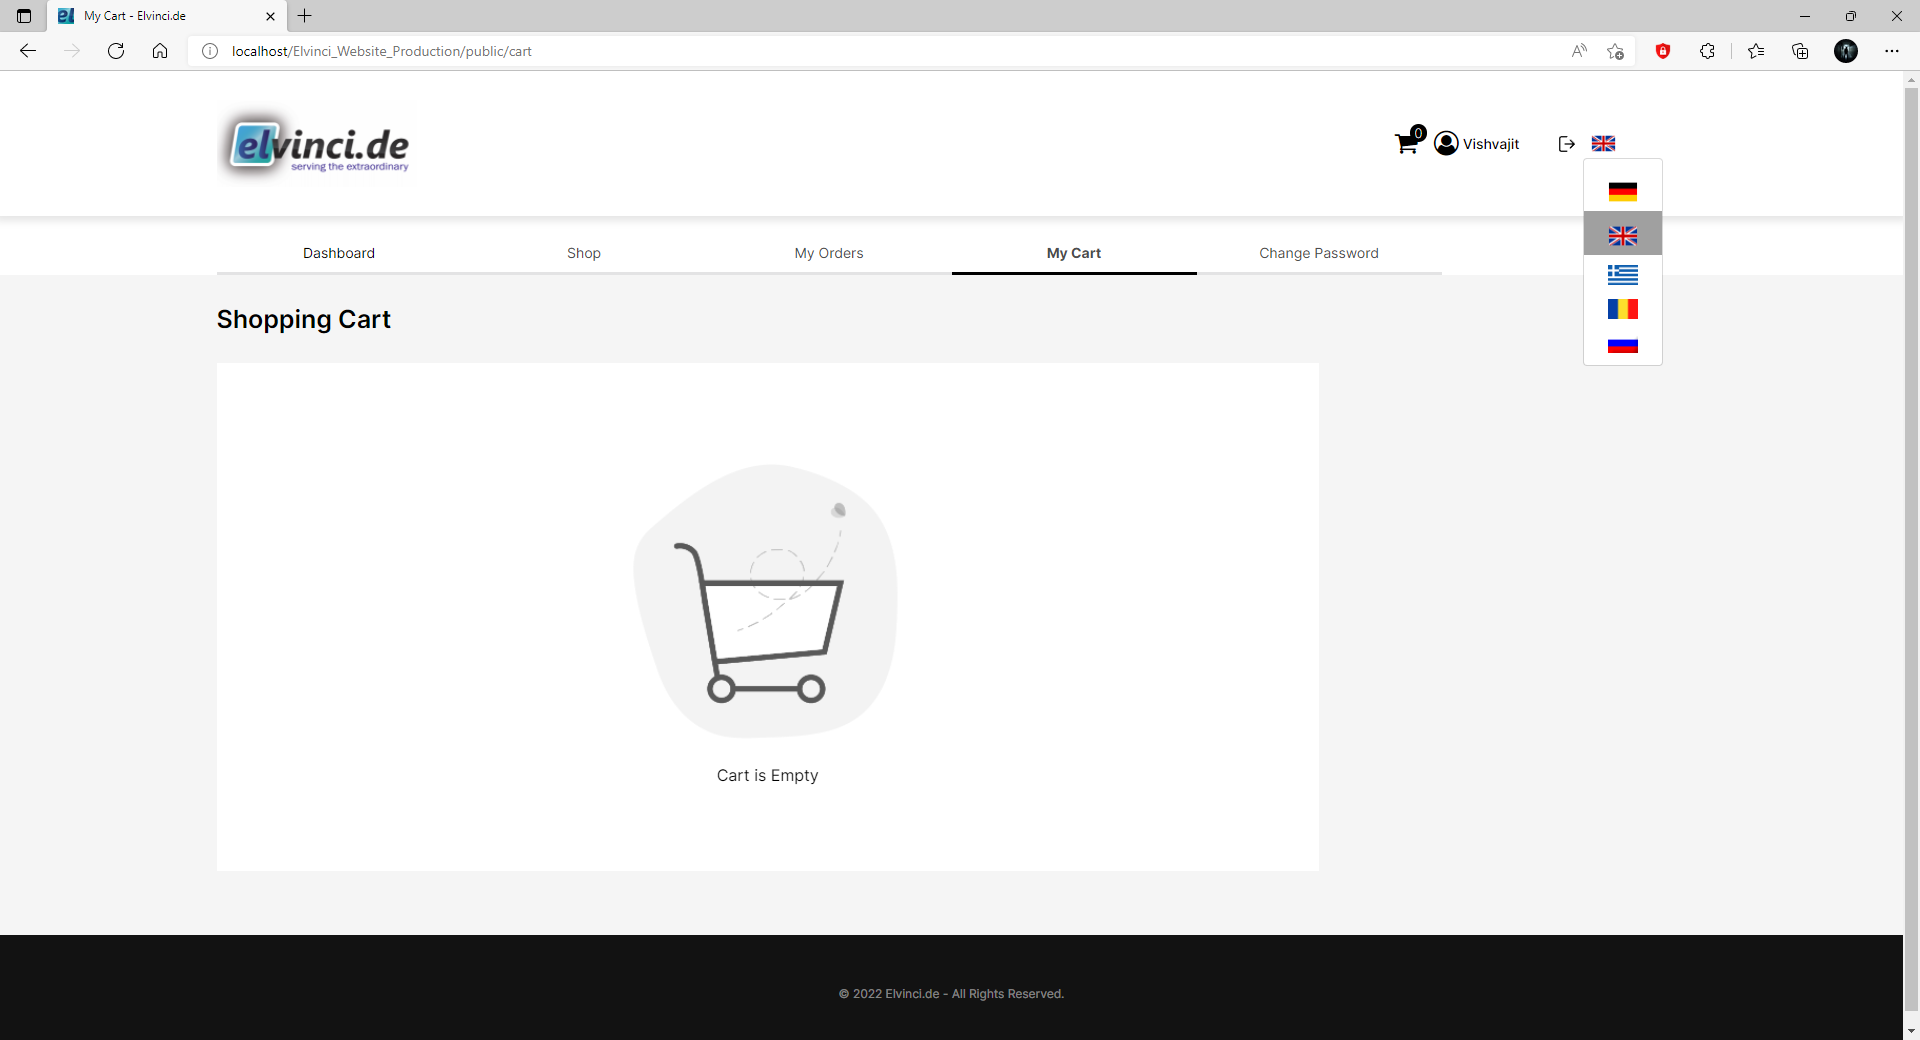 My Cart - Elvinci.de
localhost/Elvinci_Website_Production/public/cart
elvinci.de
serving the extraordinary
0
Vishvajit
Dashboard
Shop
My Orders
My Cart
Change Password
Shopping Cart
Cart is Empty
© 2022 Elvinci.de - All Rights Reserved.